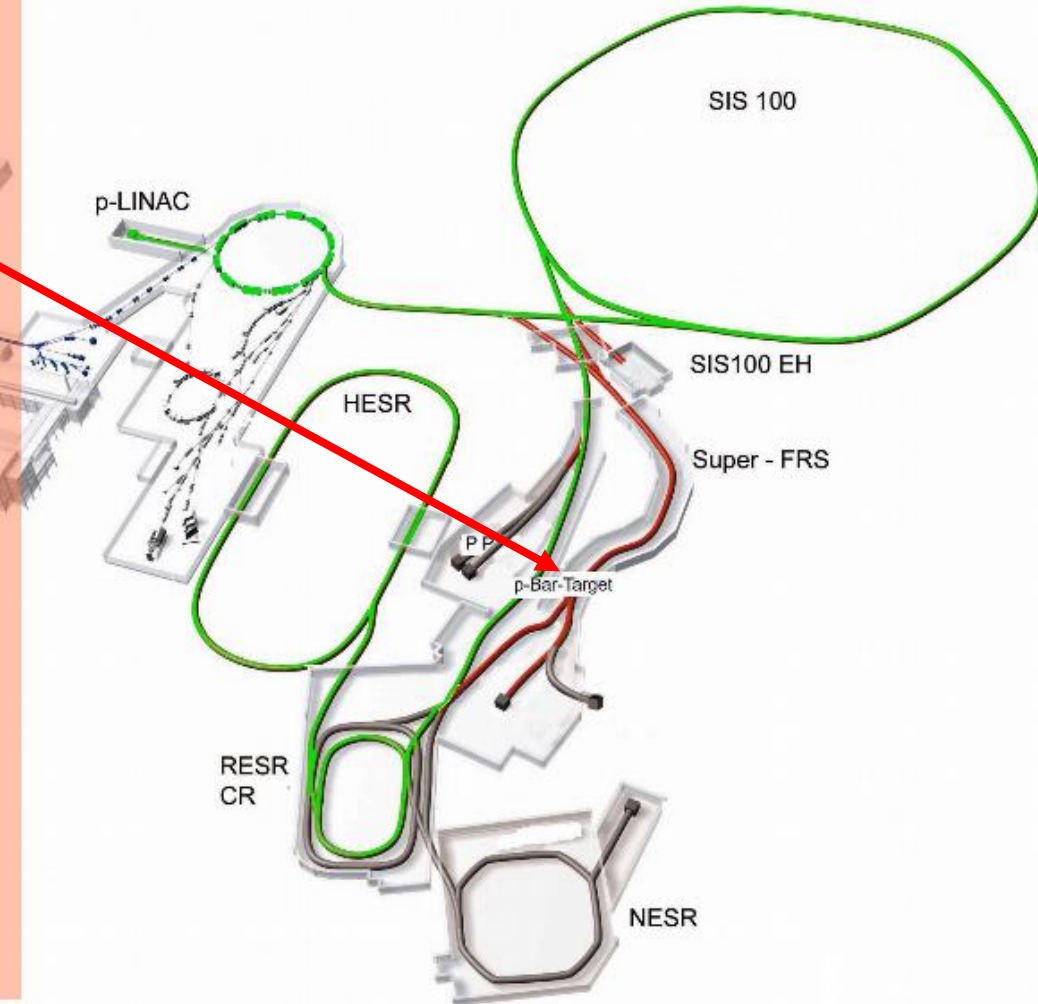 SIS 100
p-LINAC
SIS100 EH
HESR
Super - FRS
P P
p-Bar-Target
RESR
CR
NESR